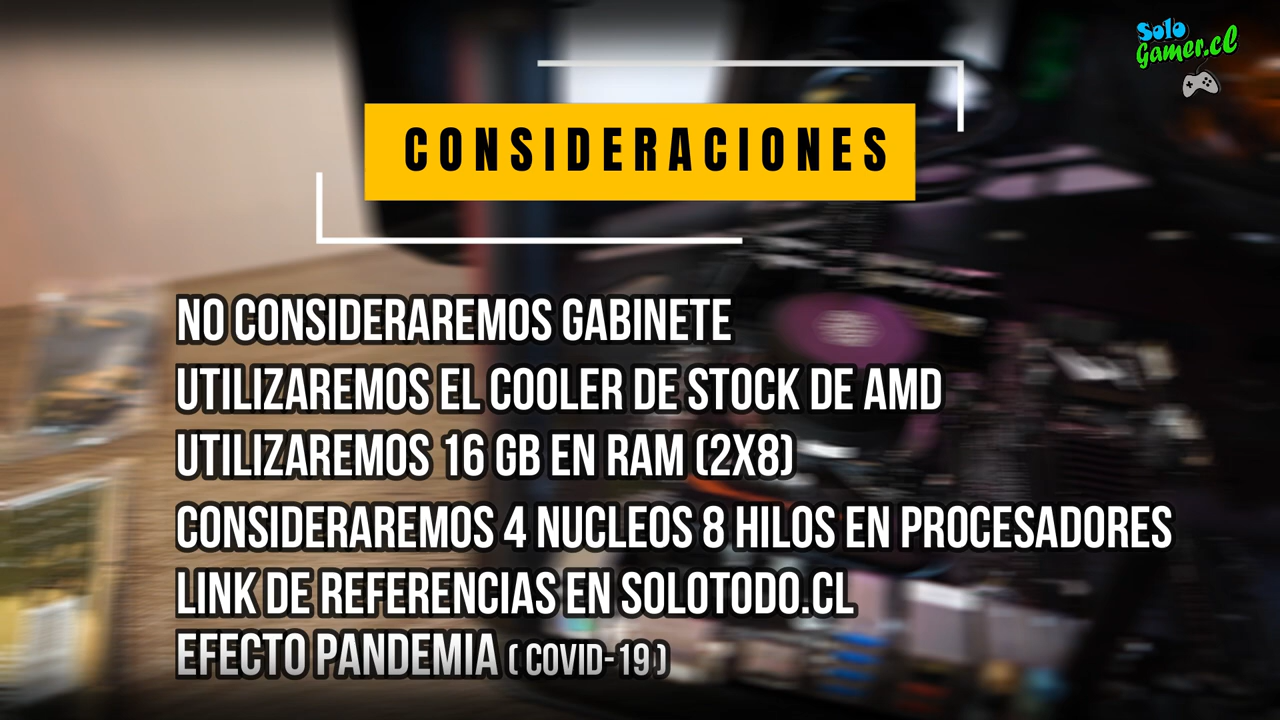 Solo
Gamer.cl
CONSIDERACIONES
NO CONSIDERAREMOS GABINETE
UTILIZAREMOS EL COOLER DE STOCK DE AMD
UTILIZAREMOS 16 GB EN RAM (2X8)
CONSIDERAREMOS 4 NUCLEOS 8 HILOS EN PROCESADORES
LINK DE REFERENCIAS EN SOLOTODO.CL
EFECTO PANDEMIA ( COVID-19 )